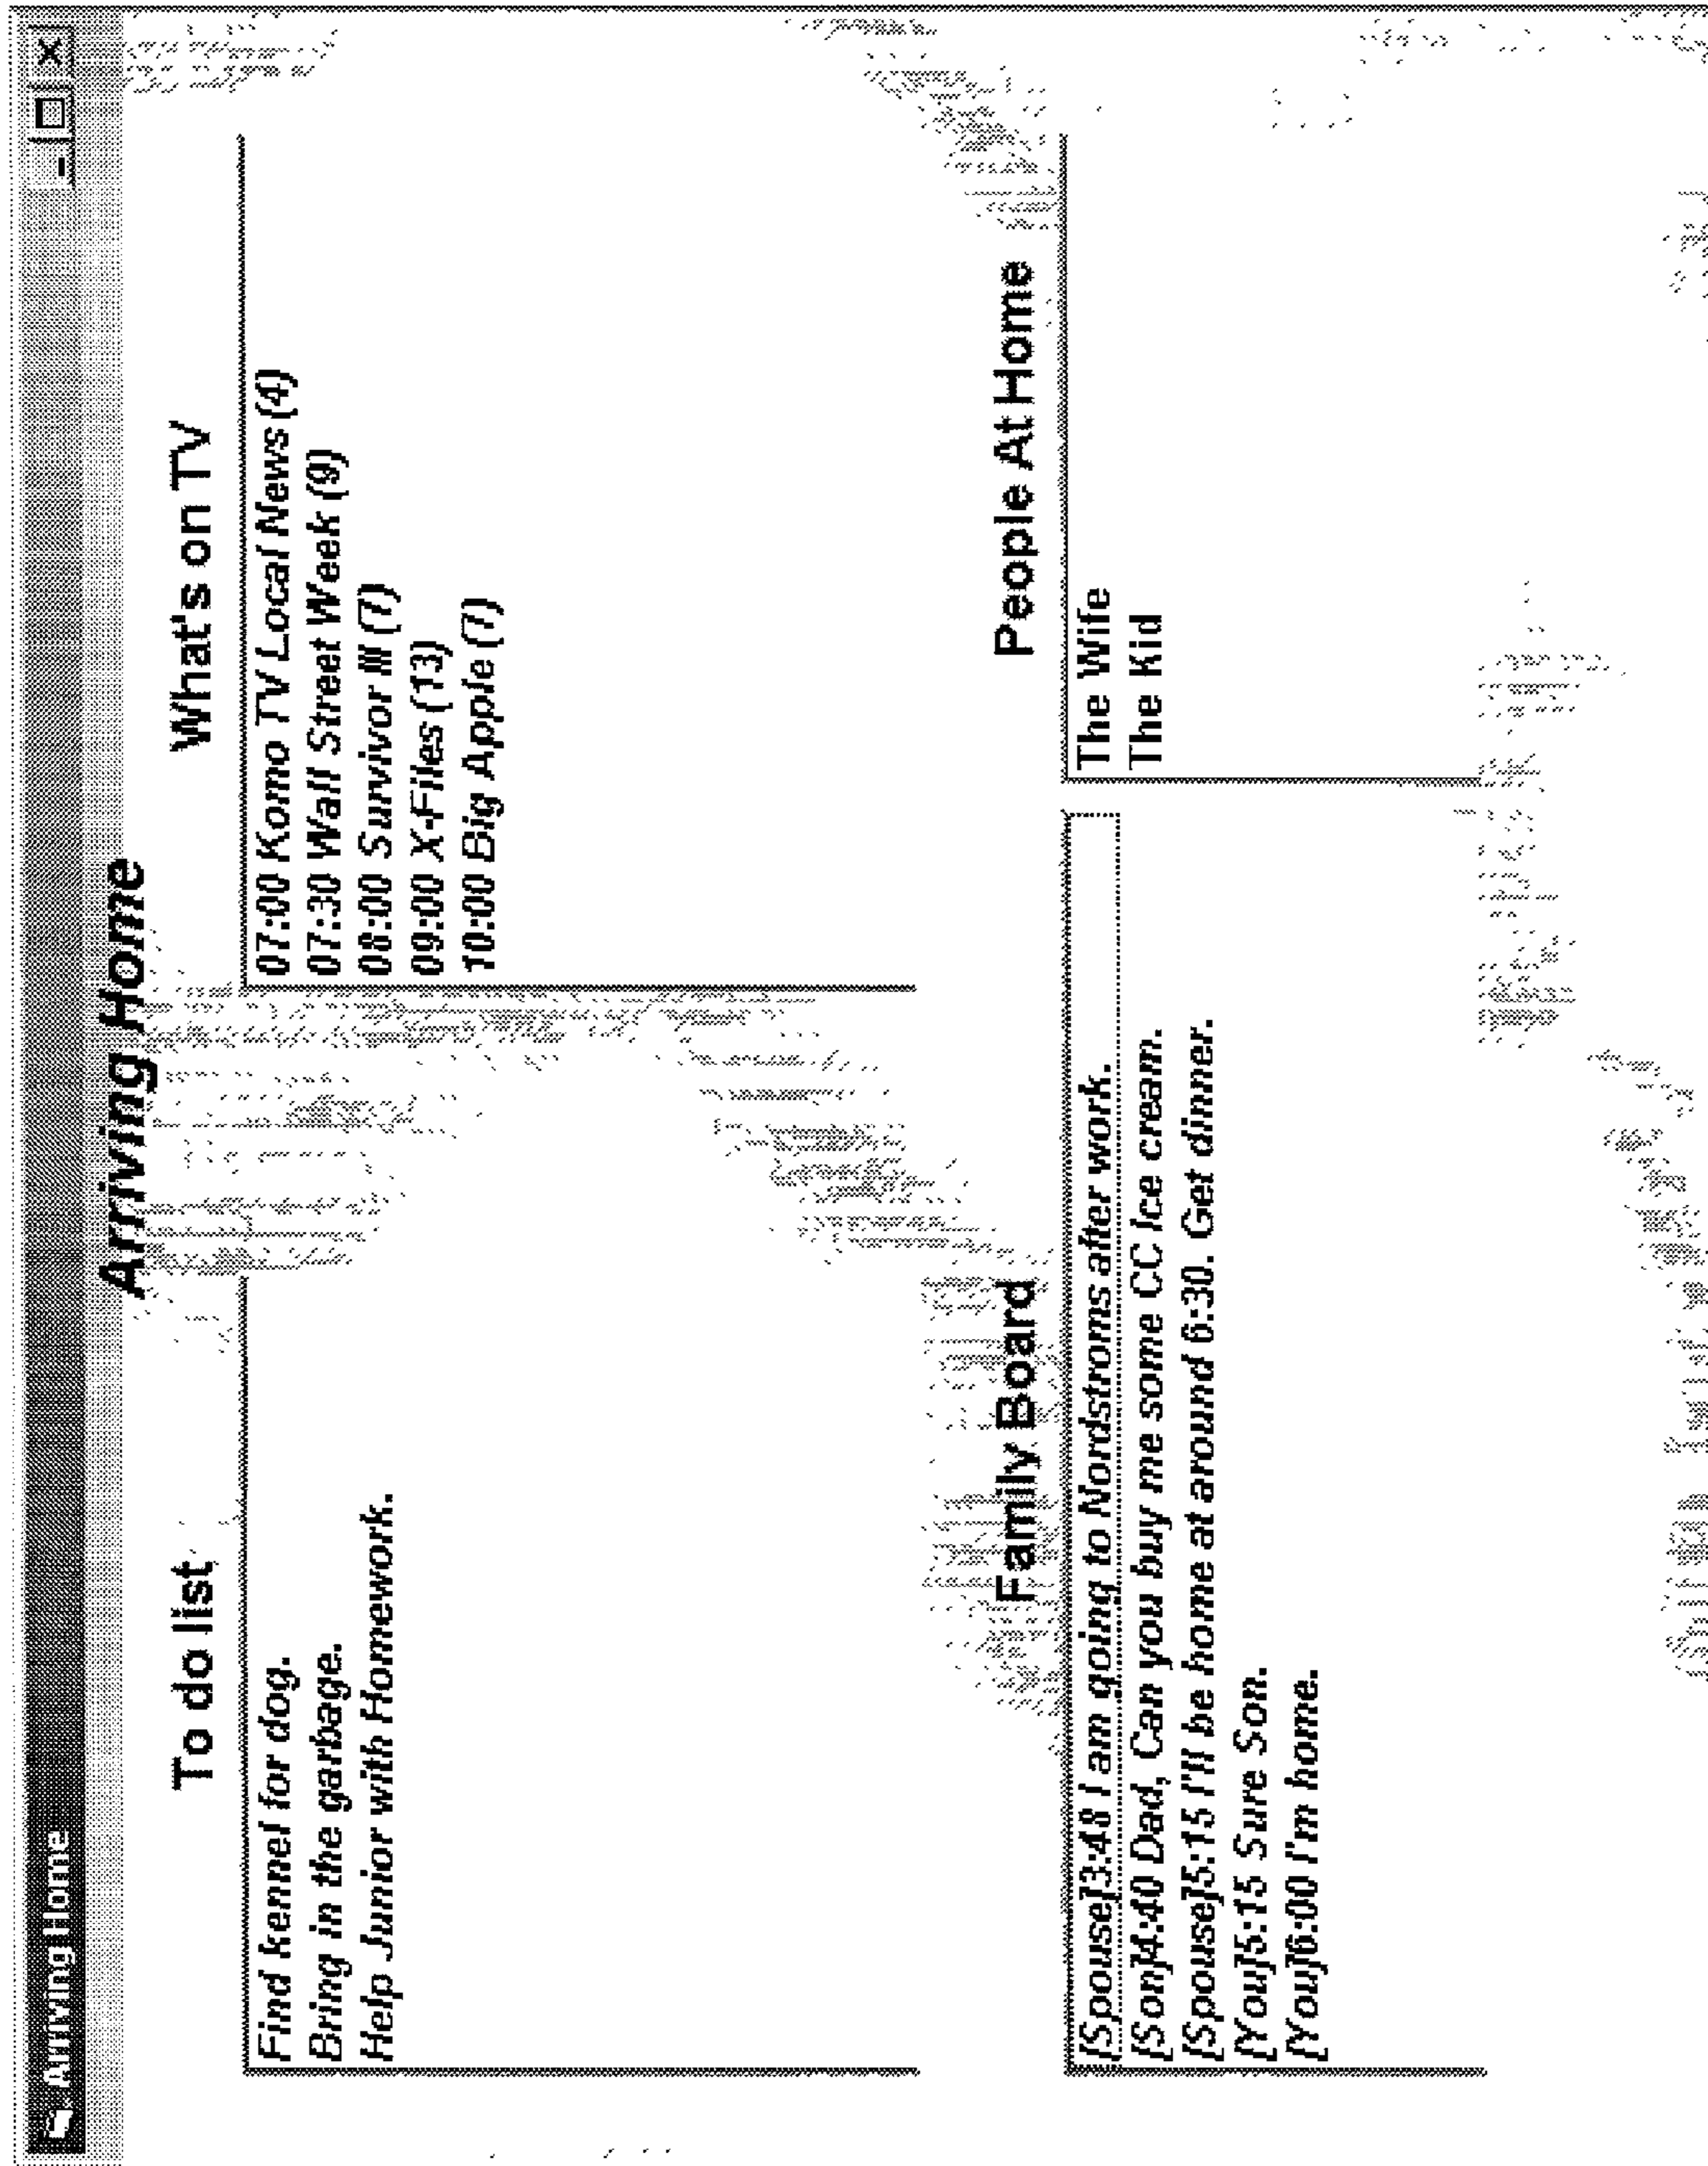 Arriving Home
Arriving Home
To do list
Find kennel for dog.
Bring in the garbage.
Help Junior with Homework.
What's on TV
07:00 Komo TV Local News (4)
07:30 Wall Street Week (9)
08:00 Survivor III (7)
09:00 X-Files (13)
10:00 Big Apple (7)
Family Board
[Spouse]3:48 I am going to Nordstroms after work.
[Son]4:40 Dad, Can you buy me some CC Ice cream.
[Spouse]5:15 I'll be home at around 6:30. Get dinner.
[You]5:15 Sure Son.
[You]6:00 I'm home.
People At Home
The Wife
The Kid